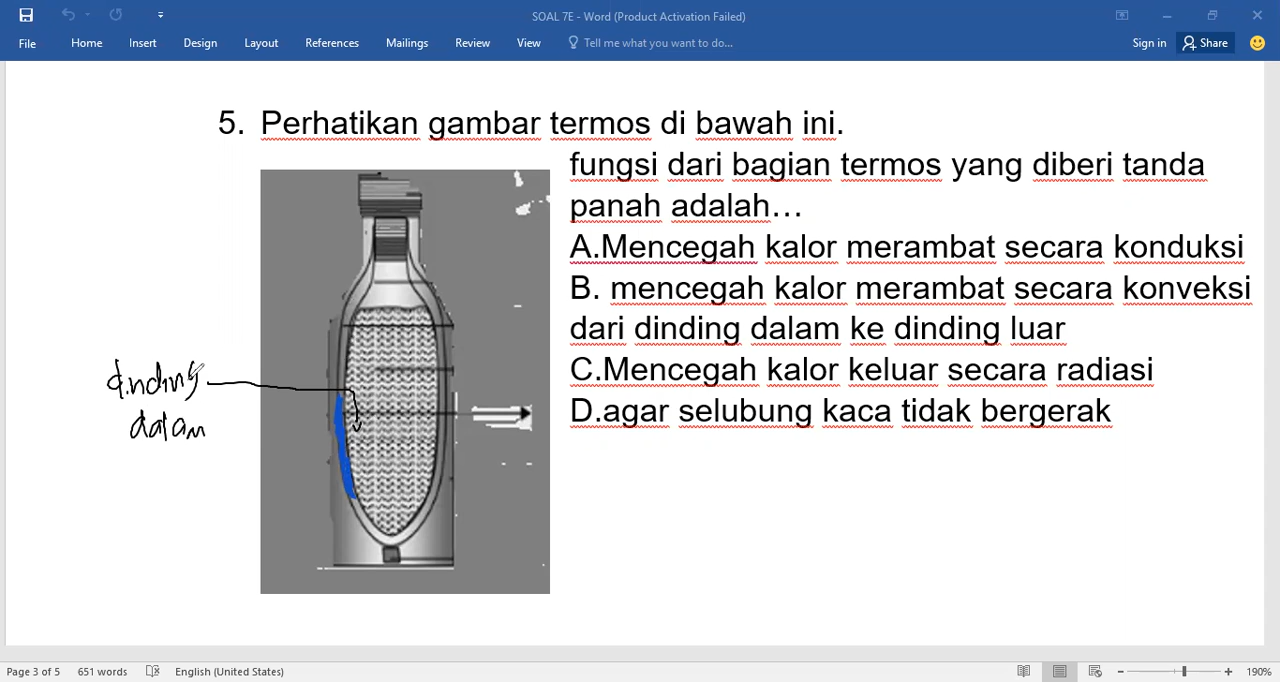 SOAL 7E - Word (Product Activation Failed)
File Home Insert Design Layout References Mailings Review View Tell me what you want to do... Sign in Share
5. Perhatikan gambar termos di bawah ini.
fungsi dari bagian termos yang diberi tanda
panah adalah…
A.Mencegah kalor merambat secara konduksi
B. mencegah kalor merambat secara konveksi
dari dinding dalam ke dinding luar
C.Mencegah kalor keluar secara radiasi
D.agar selubung kaca tidak bergerak
dinding
dalam
Page 3 of 5 651 words English (United States) 190%